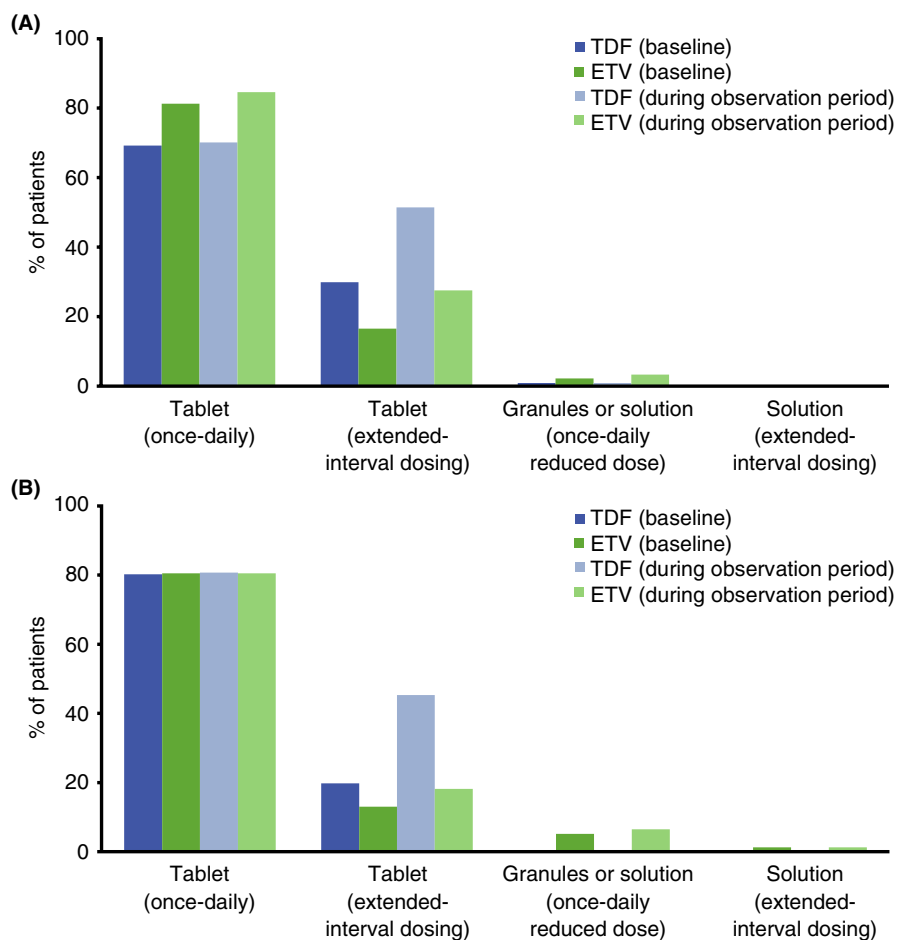 (A)
100
80
60
40
20
0
% of patients
TDF (baseline)
ETV (baseline)
TDF (during observation period)
ETV (during observation period)
Tablet
(once-daily)
Tablet
(extended-
interval dosing)
Granules or solution
(once-daily
reduced dose)
Solution
(extended-
interval dosing)
(B)
100
80
60
40
20
0
% of patients
TDF (baseline)
ETV (baseline)
TDF (during observation period)
ETV (during observation period)
Tablet
(once-daily)
Tablet
(extended-
interval dosing)
Granules or solution
(once-daily
reduced dose)
Solution
(extended-
interval dosing)